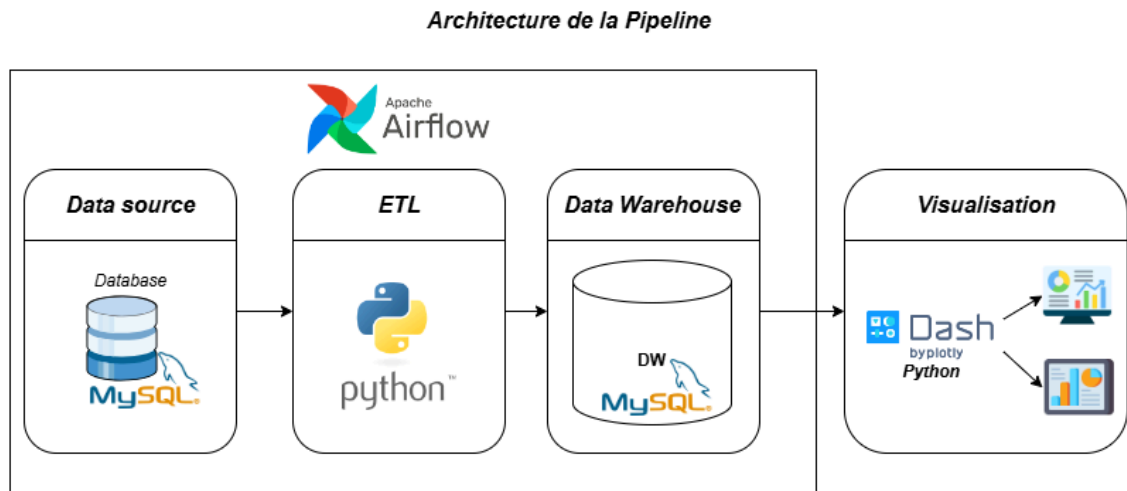 Architecture de la Pipeline
Apache
Airflow
Data source
ETL
Data Warehouse
Visualisation
Database
MySQL®
python™
DW
MySQL®
Dash
by plotly
Python